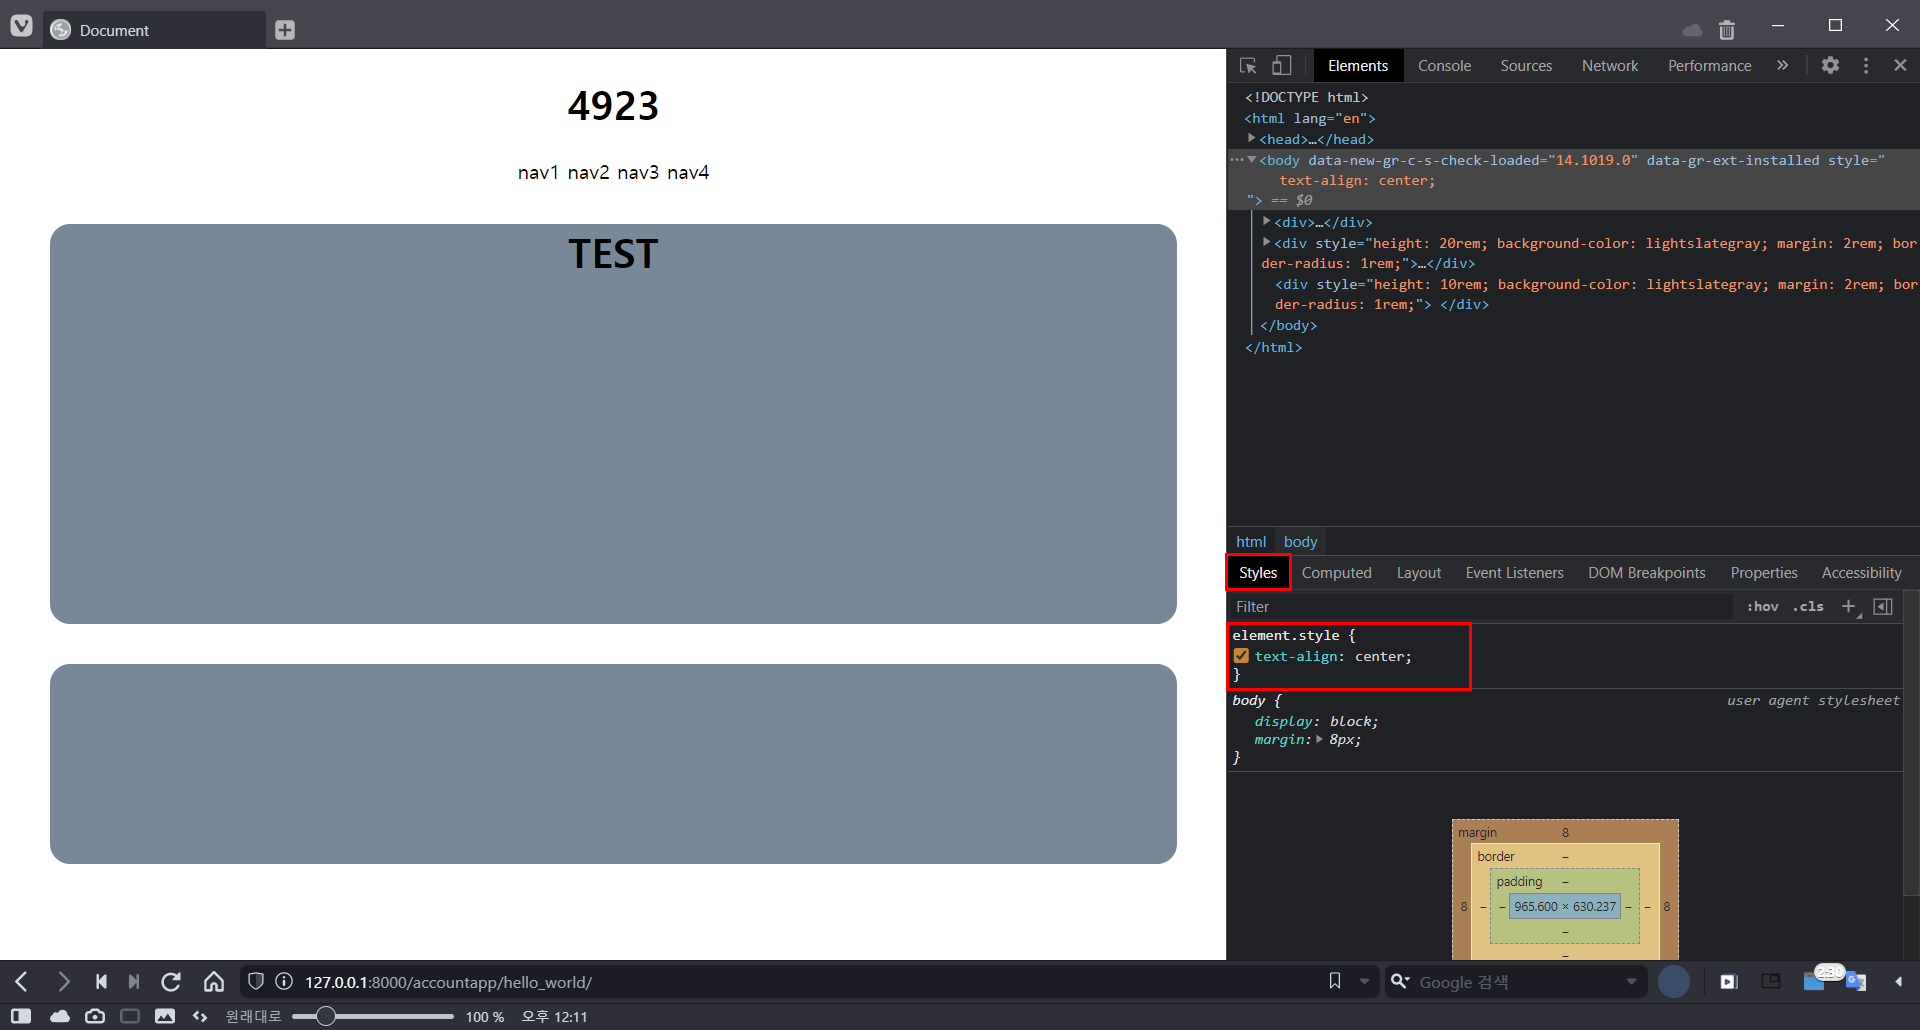 Document
4923
nav1 nav2 nav3 nav4
TEST
Elements Console Sources Network Performance »
<!DOCTYPE html>
<html lang="en">
<head>…</head>
<body data-new-gr-c-s-check-loaded="14.1019.0" data-gr-ext-installed style="
text-align: center;
"> == $0
<div>…</div>
<div style="height: 20rem; background-color: lightslategray; margin: 2rem; bor
der-radius: 1rem;">…</div>
<div style="height: 10rem; background-color: lightslategray; margin: 2rem; bor
der-radius: 1rem;"> </div>
</body>
</html>
html body
Styles Computed Layout Event Listeners DOM Breakpoints Properties Accessibility
Filter :hov .cls +
element.style {
text-align: center;
}
body { user agent stylesheet
display: block;
margin: 8px;
}
margin 8
border –
padding –
8 – – 965.600 × 630.237 – – 8
–
–
127.0.0.1:8000/accountapp/hello_world/ Google 검색 2:30
원래대로 100 % 오후 12:11